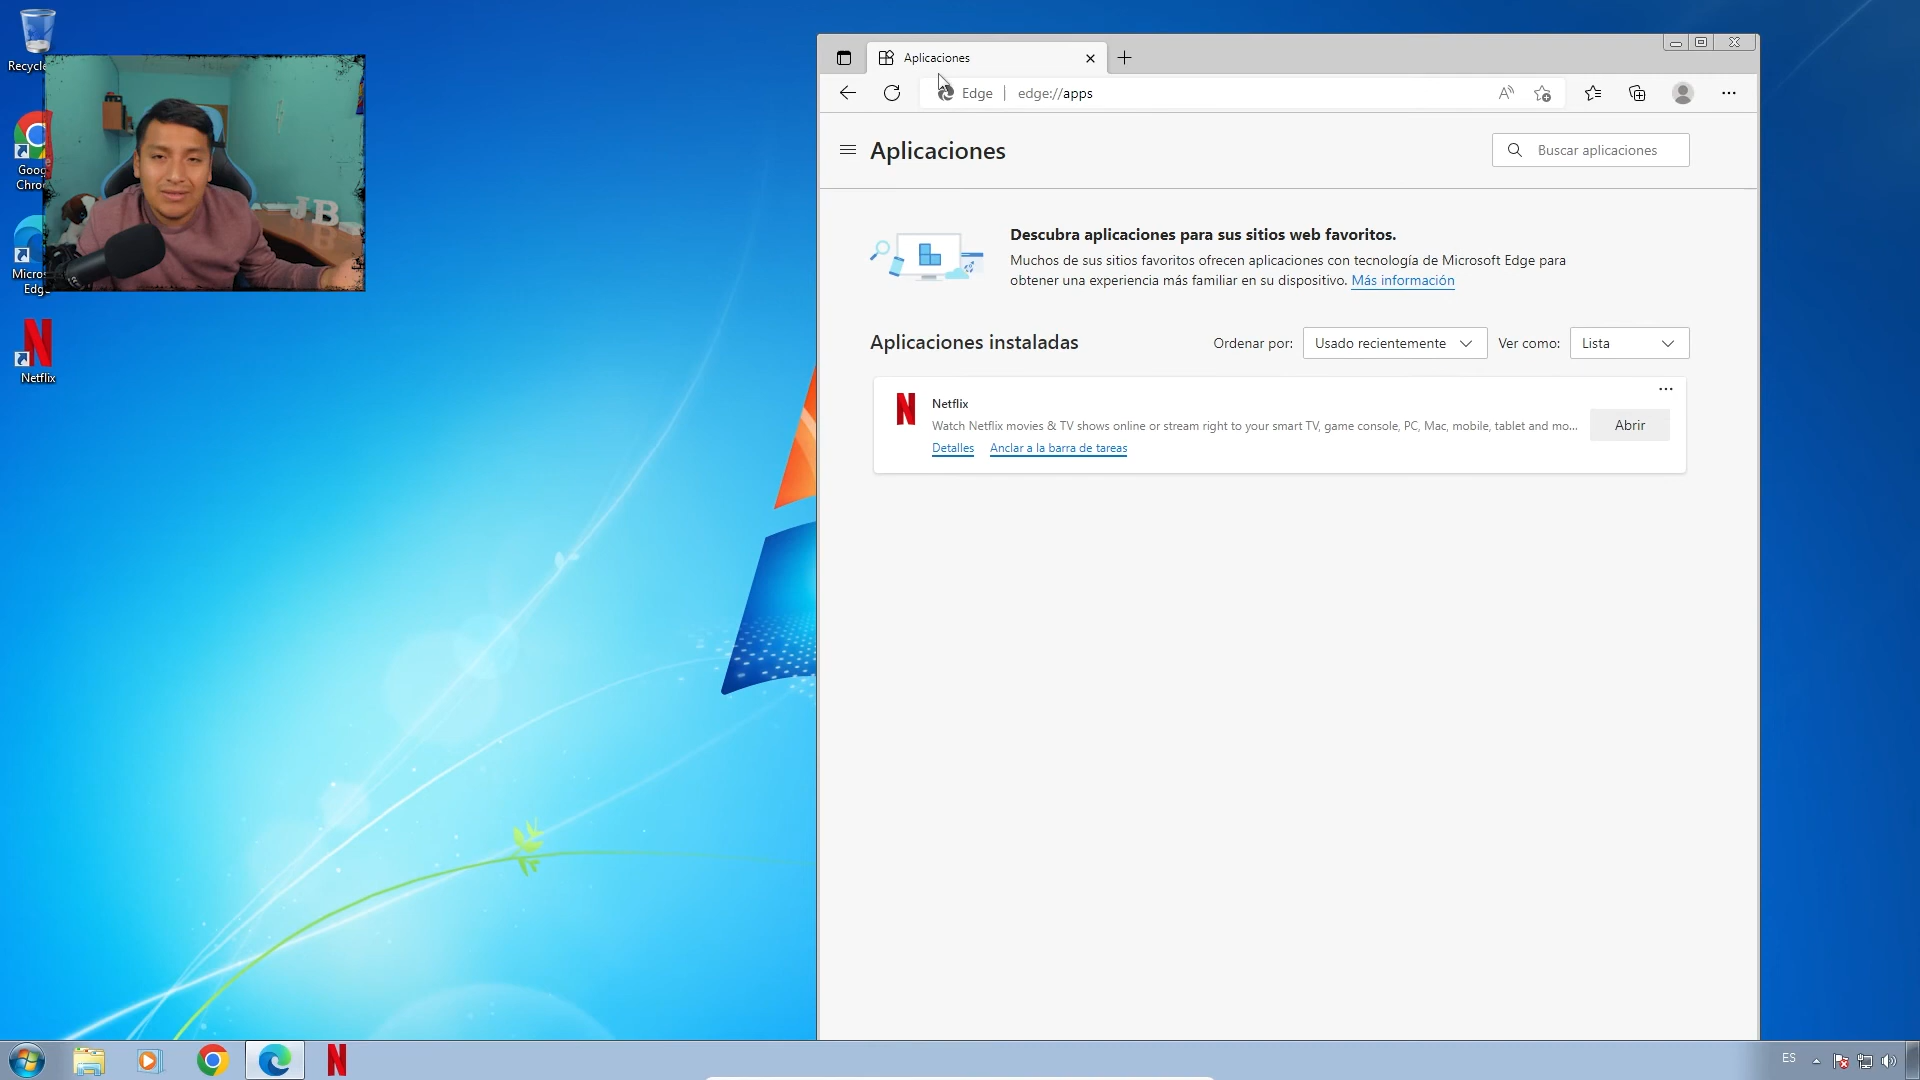 Recycle
Goog
Chro
Micros
Edge
Netflix
JB
Aplicaciones
Edge | edge://apps
Aplicaciones
Buscar aplicaciones
Descubra aplicaciones para sus sitios web favoritos.
Muchos de sus sitios favoritos ofrecen aplicaciones con tecnología de Microsoft Edge para
obtener una experiencia más familiar en su dispositivo. Más información
Aplicaciones instaladas
Ordenar por: Usado recientemente
Ver como: Lista
Netflix
Watch Netflix movies & TV shows online or stream right to your smart TV, game console, PC, Mac, mobile, tablet and mo...
Abrir
Detalles
Anclar a la barra de tareas
ES